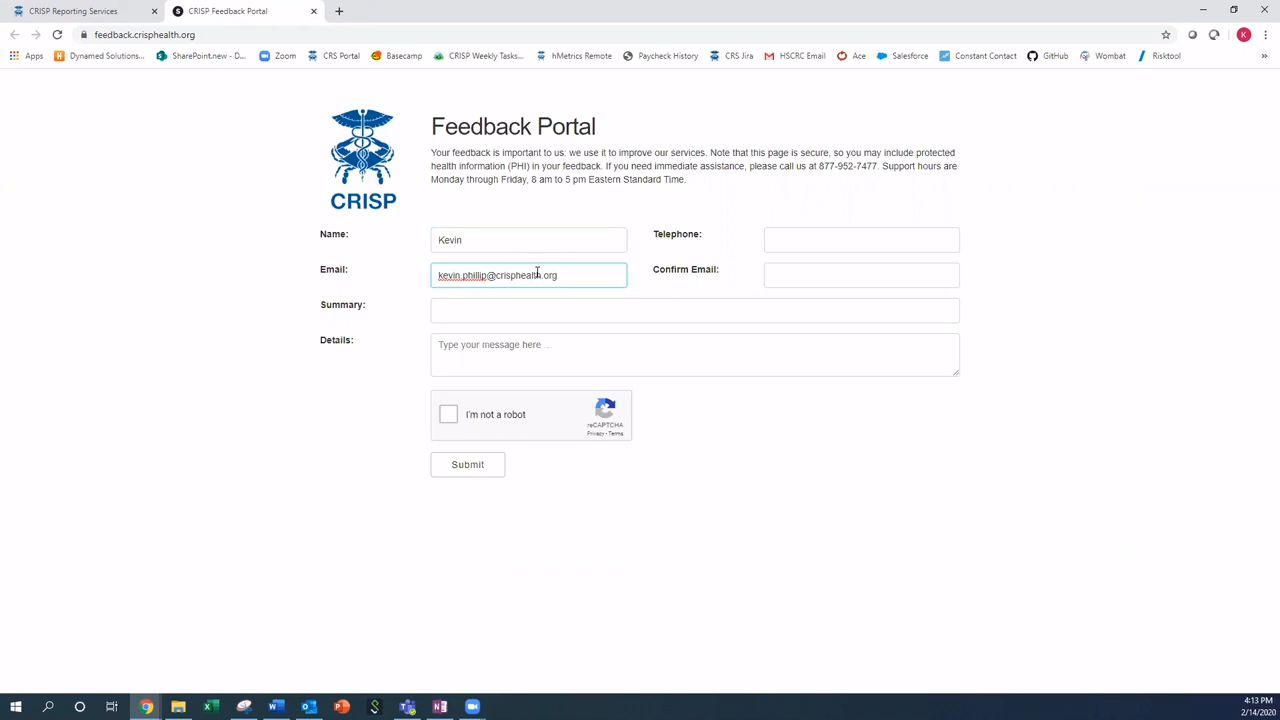 CRISP Reporting Services
CRISP Feedback Portal
feedback.crisphealth.org
K
Apps
Dynamed Solutions...
SharePoint.new - D...
Zoom
CRS Portal
Basecamp
CRISP Weekly Tasks...
hMetrics Remote
Paycheck History
CRS Jira
HSCRC Email
Ace
Salesforce
Constant Contact
GitHub
Wombat
Risktool
CRISP
Feedback Portal
Your feedback is important to us: we use it to improve our services. Note that this page is secure, so you may include protected
health information (PHI) in your feedback. If you need immediate assistance, please call us at 877-952-7477. Support hours are
Monday through Friday, 8 am to 5 pm Eastern Standard Time.
Name:
Kevin
Telephone:
Email:
kevin.phillip@crisphealth.org
Confirm Email:
Summary:
Details:
Type your message here ...
I'm not a robot
reCAPTCHA
Privacy - Terms
Submit
4:13 PM
2/14/2020